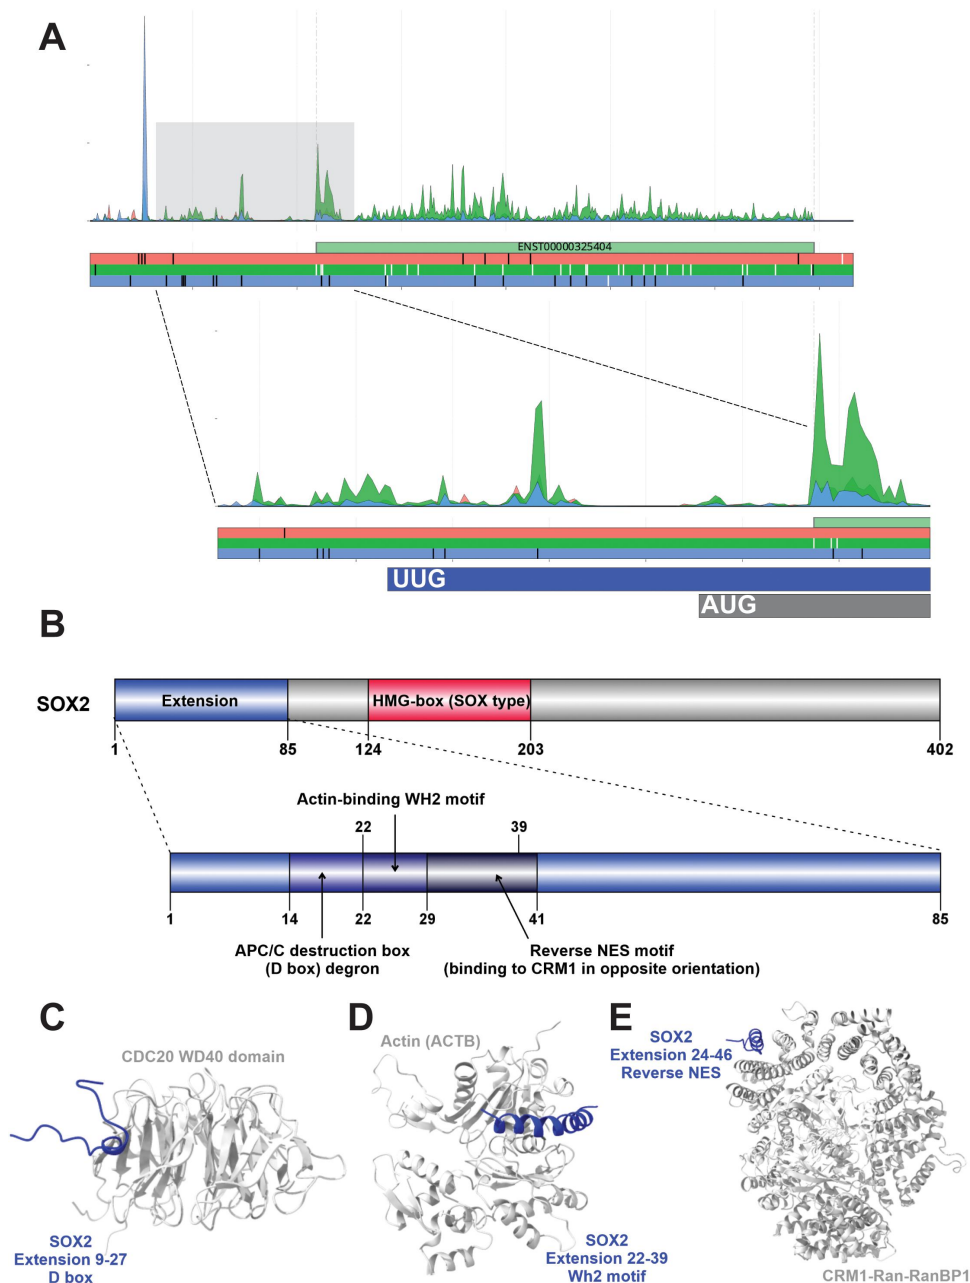 A
ENST00000325404
UUG
AUG
B
SOX2
Extension
HMG-box (SOX type)
1
85
124
203
402
Actin-binding WH2 motif
22
39
1
14
22
29
41
85
APC/C destruction box
(D box) degron
Reverse NES motif
(binding to CRM1 in opposite orientation)
C
CDC20 WD40 domain
SOX2
Extension 9-27
D box
D
Actin (ACTB)
SOX2
Extension 22-39
Wh2 motif
E
SOX2
Extension 24-46
Reverse NES
CRM1-Ran-RanBP1